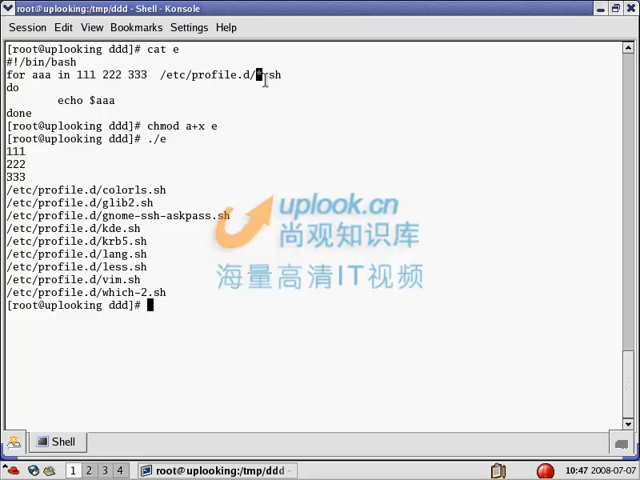 root@uplooking:/tmp/ddd - Shell - Konsole
Session Edit View Bookmarks Settings Help
[root@uplooking ddd]# cat e
#!/bin/bash
for aaa in 111 222 333  /etc/profile.d/*.sh
do
        echo $aaa
done
[root@uplooking ddd]# chmod a+x e
[root@uplooking ddd]# ./e
111
222
333
/etc/profile.d/colorls.sh
/etc/profile.d/glib2.sh
/etc/profile.d/gnome-ssh-askpass.sh
/etc/profile.d/kde.sh
/etc/profile.d/krb5.sh
/etc/profile.d/lang.sh
/etc/profile.d/less.sh
/etc/profile.d/vim.sh
/etc/profile.d/which-2.sh
[root@uplooking ddd]#
uplook.cn
尚观知识库
海量高清IT视频
Shell
1 2 3 4 root@uplooking:/tmp/ddd - 10:47 2008-07-07